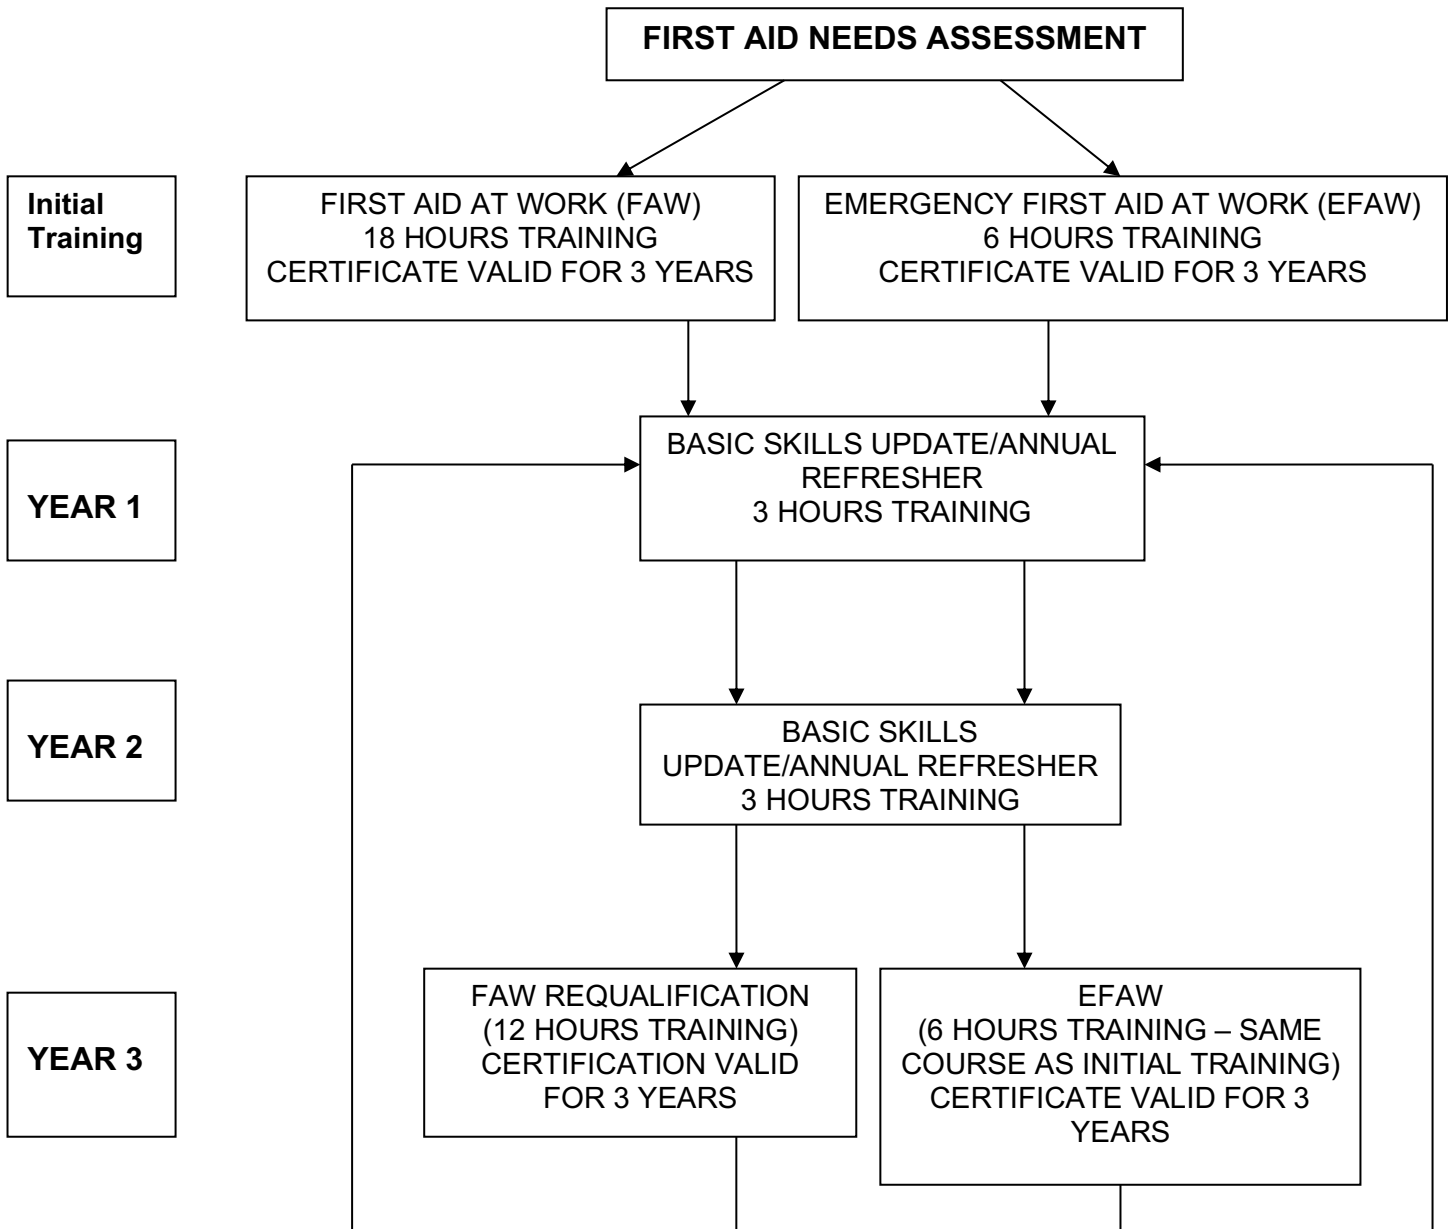 FIRST AID NEEDS ASSESSMENT
Initial
Training
FIRST AID AT WORK (FAW)
18 HOURS TRAINING
CERTIFICATE VALID FOR 3 YEARS
EMERGENCY FIRST AID AT WORK (EFAW)
6 HOURS TRAINING
CERTIFICATE VALID FOR 3 YEARS
YEAR 1
BASIC SKILLS UPDATE/ANNUAL
REFRESHER
3 HOURS TRAINING
YEAR 2
BASIC SKILLS
UPDATE/ANNUAL REFRESHER
3 HOURS TRAINING
YEAR 3
FAW REQUALIFICATION
(12 HOURS TRAINING)
CERTIFICATION VALID
FOR 3 YEARS
EFAW
(6 HOURS TRAINING – SAME
COURSE AS INITIAL TRAINING)
CERTIFICATE VALID FOR 3
YEARS